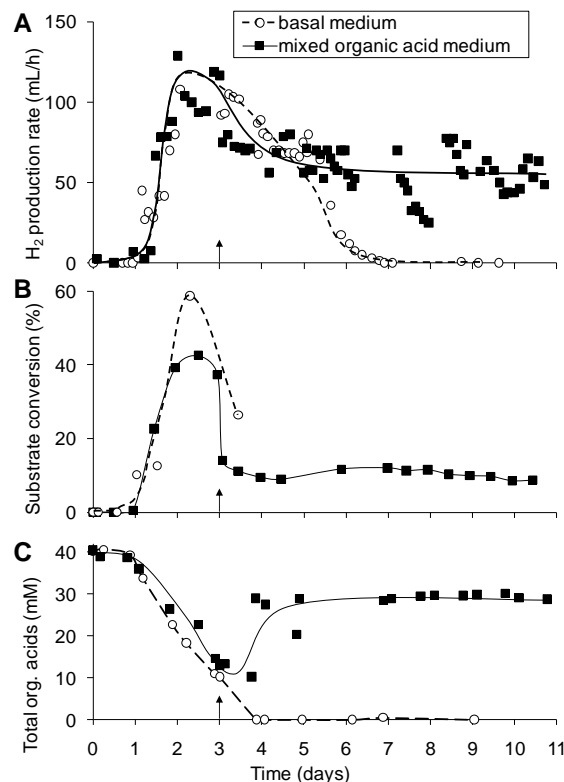 A
basal medium
mixed organic acid medium
H2 production rate (mL/h)
150
100
50
0
B
Substrate conversion (%)
60
40
20
0
C
Total org. acids (mM)
40
30
20
10
0
0 1 2 3 4 5 6 7 8 9 10 11
Time (days)